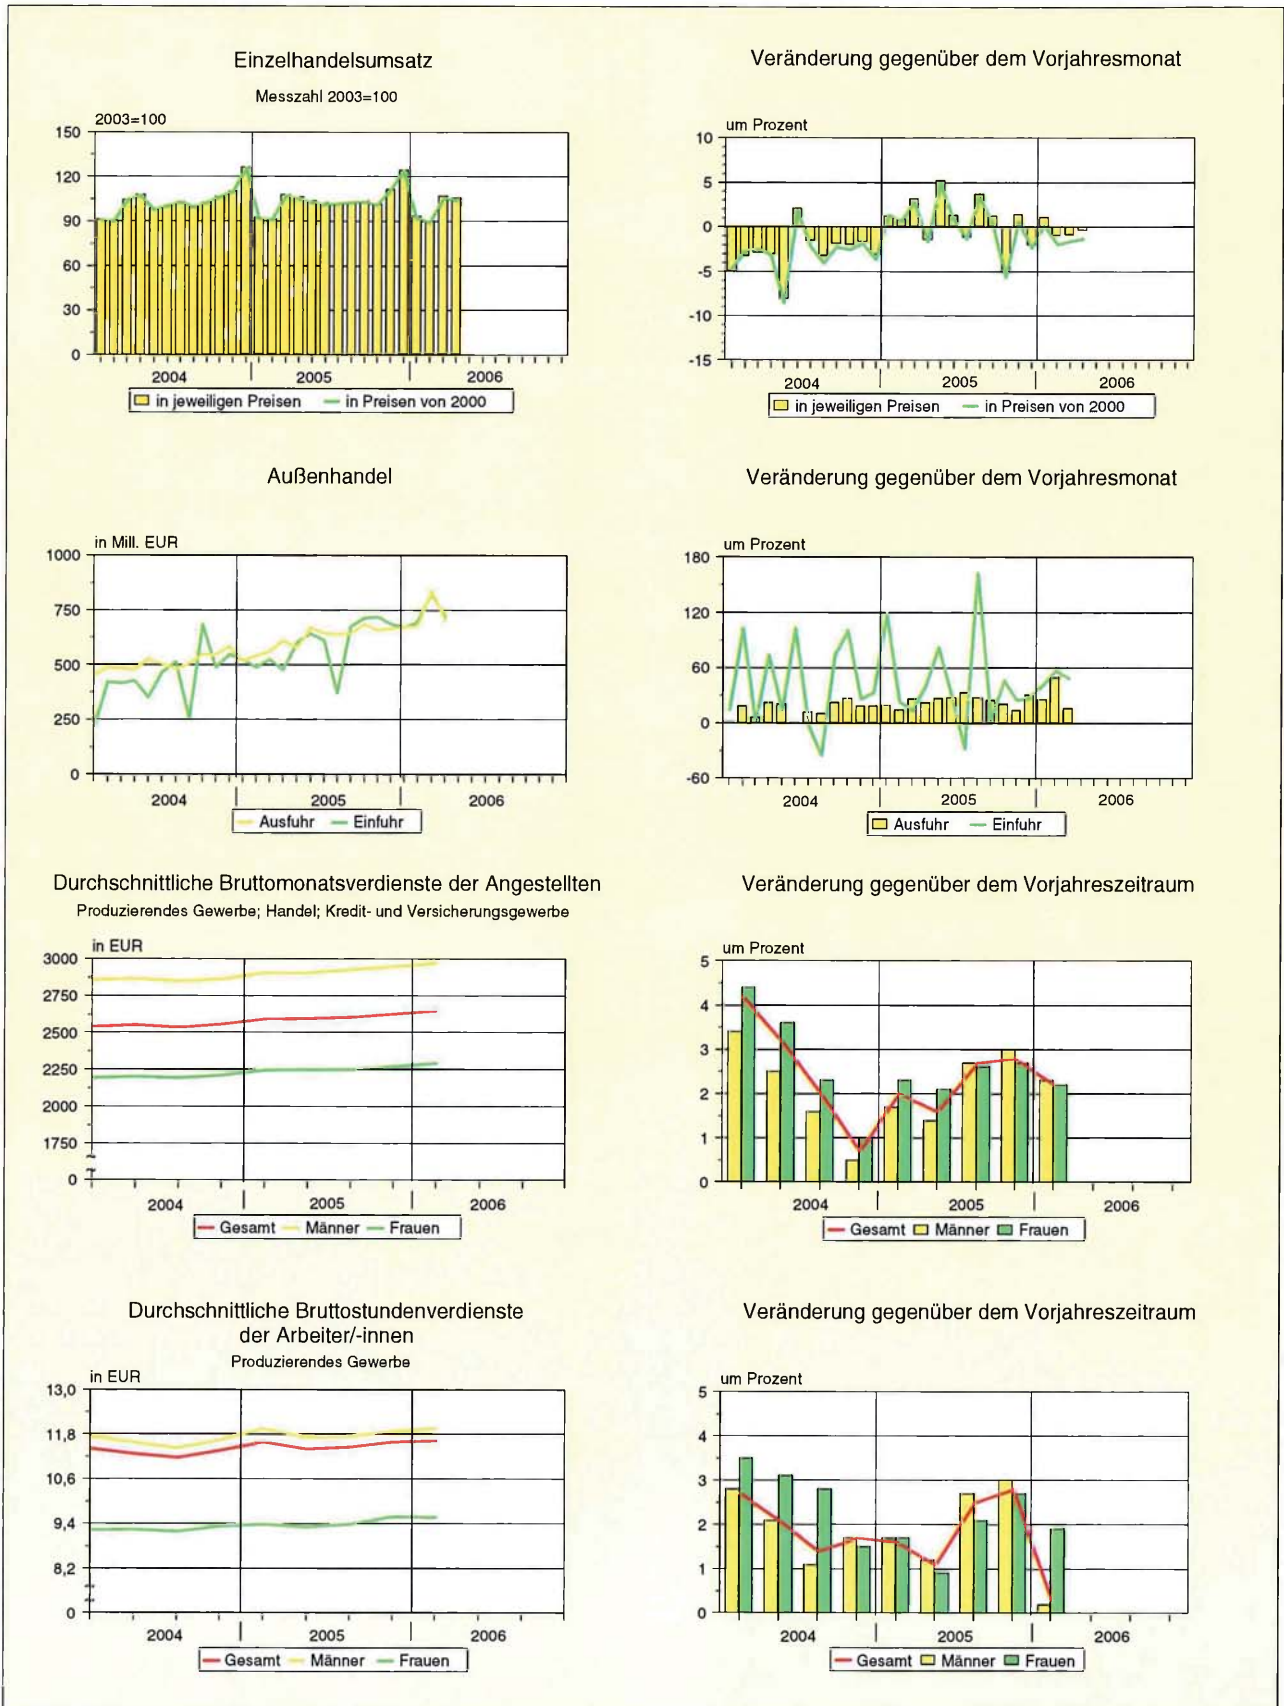 Einzelhandelsumsatz
Messzahl 2003=100
2003=100
150
120
90
60
30
0
2004
2005
2006
in jeweiligen Preisen
in Preisen von 2000
Veränderung gegenüber dem Vorjahresmonat
um Prozent
10
5
0
-5
-10
-15
2004
2005
2006
in jeweiligen Preisen
in Preisen von 2000
Außenhandel
in Mill. EUR
1000
750
500
250
0
2004
2005
2006
Ausfuhr
Einfuhr
Veränderung gegenüber dem Vorjahresmonat
um Prozent
180
120
60
0
-60
2004
2005
2006
Ausfuhr
Einfuhr
Durchschnittliche Bruttomonatsverdienste der Angestellten
Produzierendes Gewerbe; Handel; Kredit- und Versicherungsgewerbe
in EUR
3000
2750
2500
2250
2000
1750
0
2004
2005
2006
Gesamt
Männer
Frauen
Veränderung gegenüber dem Vorjahreszeitraum
um Prozent
5
4
3
2
1
0
2004
2005
2006
Gesamt
Männer
Frauen
Durchschnittliche Bruttostundenverdienste
der Arbeiter/-innen
Produzierendes Gewerbe
in EUR
13,0
11,8
10,6
9,4
8,2
0
2004
2005
2006
Gesamt
Männer
Frauen
Veränderung gegenüber dem Vorjahreszeitraum
um Prozent
5
4
3
2
1
0
2004
2005
2006
Gesamt
Männer
Frauen